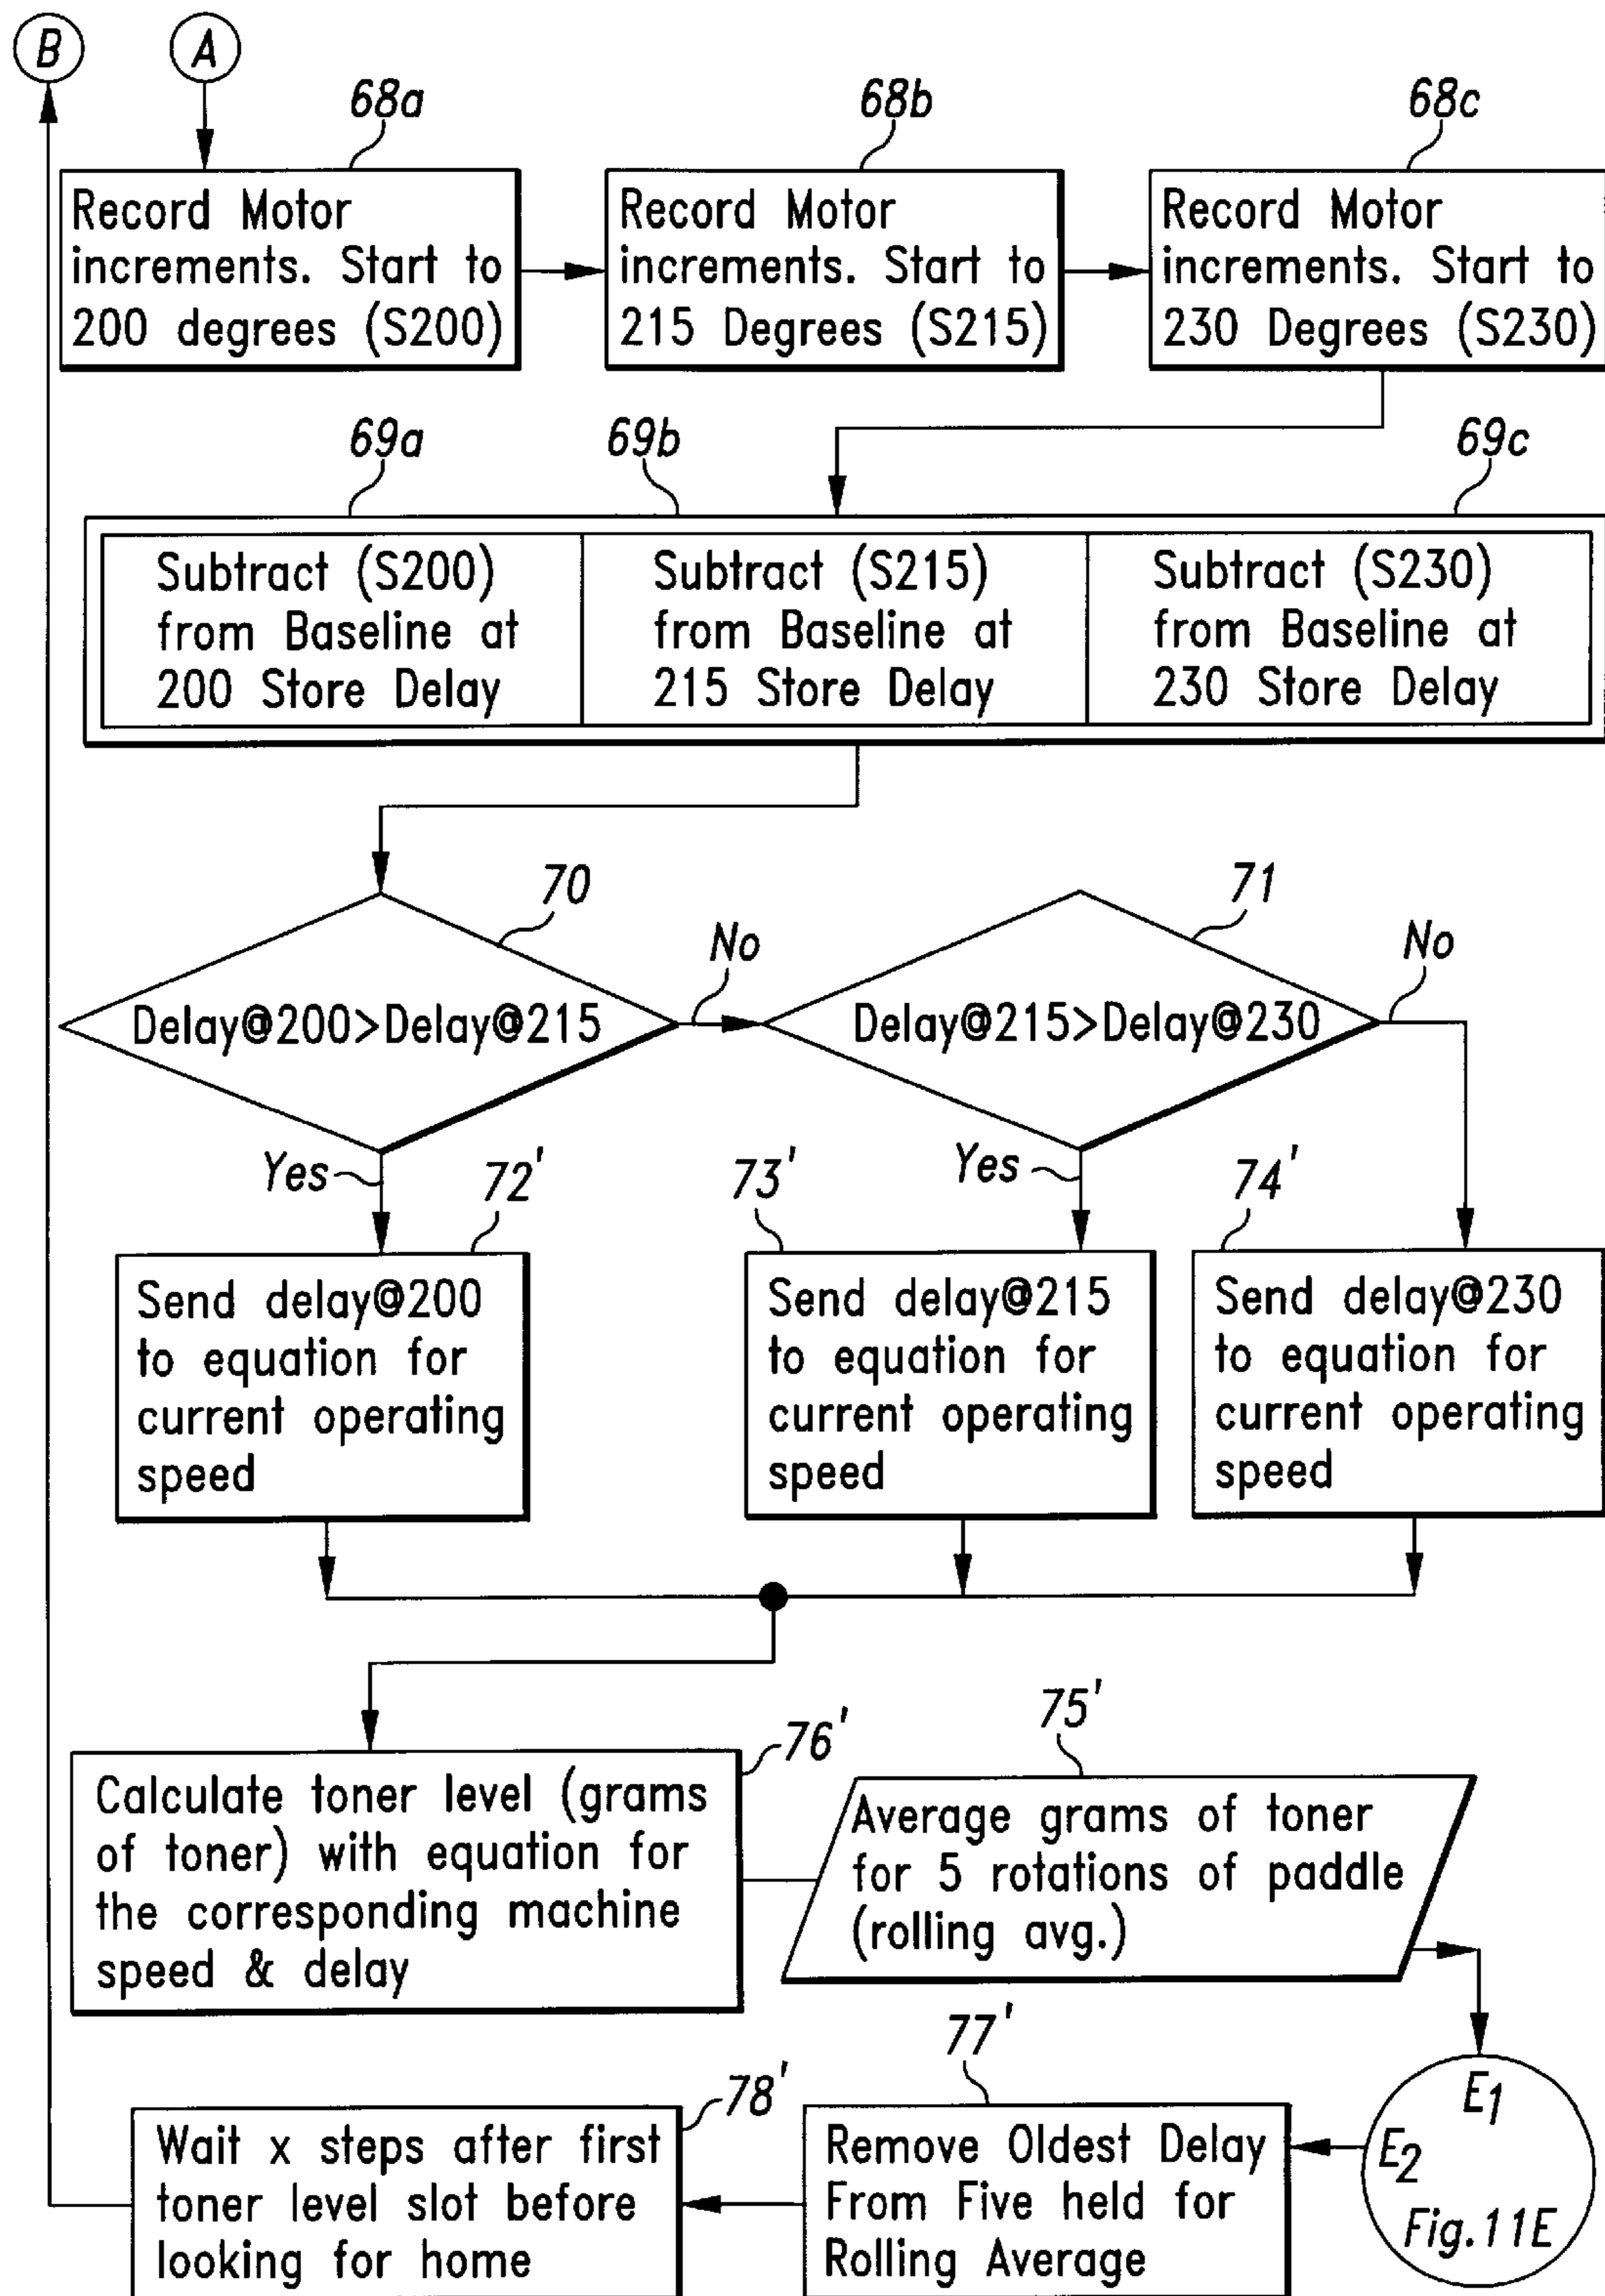 B
A
68a
68b
68c
Record Motor
increments. Start to
200 degrees (S200)
Record Motor
increments. Start to
215 Degrees (S215)
Record Motor
increments. Start to
230 Degrees (S230)
69a
69b
69c
Subtract (S200)
from Baseline at
200 Store Delay
Subtract (S215)
from Baseline at
215 Store Delay
Subtract (S230)
from Baseline at
230 Store Delay
70
71
No
No
Delay@200>Delay@215
Delay@215>Delay@230
Yes
72'
73'
Yes
74'
Send delay@200
to equation for
current operating
speed
Send delay@215
to equation for
current operating
speed
Send delay@230
to equation for
current operating
speed
76'
75'
Calculate toner level (grams
of toner) with equation for
the corresponding machine
speed & delay
Average grams of toner
for 5 rotations of paddle
(rolling avg.)
77'
78'
E1
E2
Fig.11E
Remove Oldest Delay
From Five held for
Rolling Average
Wait x steps after first
toner level slot before
looking for home